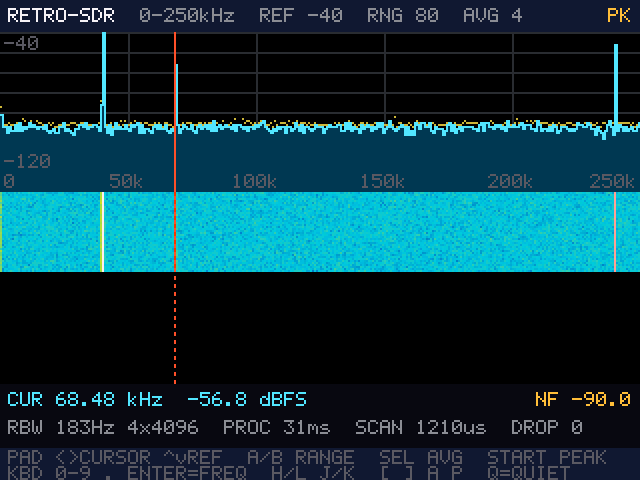 RETRO-SDR 0-250kHz REF -40 RNG 80 AVG 4 PK
-40
-120
0 50k 100k 150k 200k 250k
CUR 68.48 kHz -56.8 dBFS NF -90.0
RBW 183Hz 4x4096 PROC 31ms SCAN 1210us DROP 0
PAD <>CURSOR ^vREF A/B RANGE SEL AVG START PEAK
KBD 0-9 . ENTER=FREQ H/L J/K [ ] A P Q=QUIET